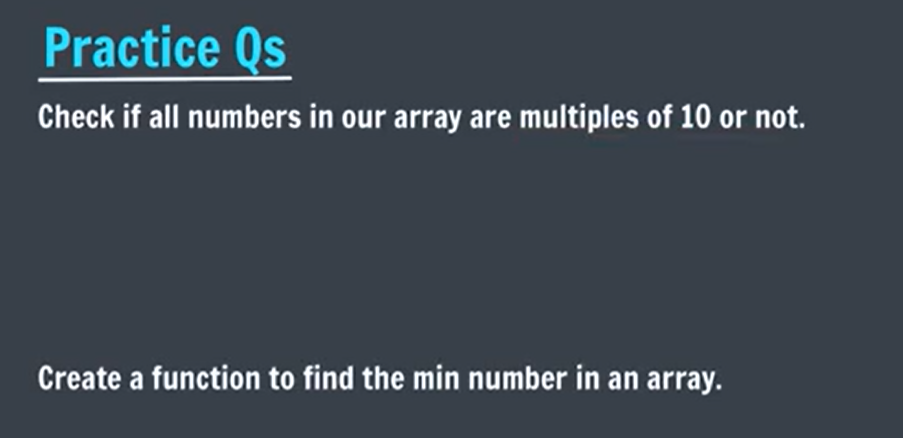 Practice Qs
Check if all numbers in our array are multiples of 10 or not.
Create a function to find the min number in an array.